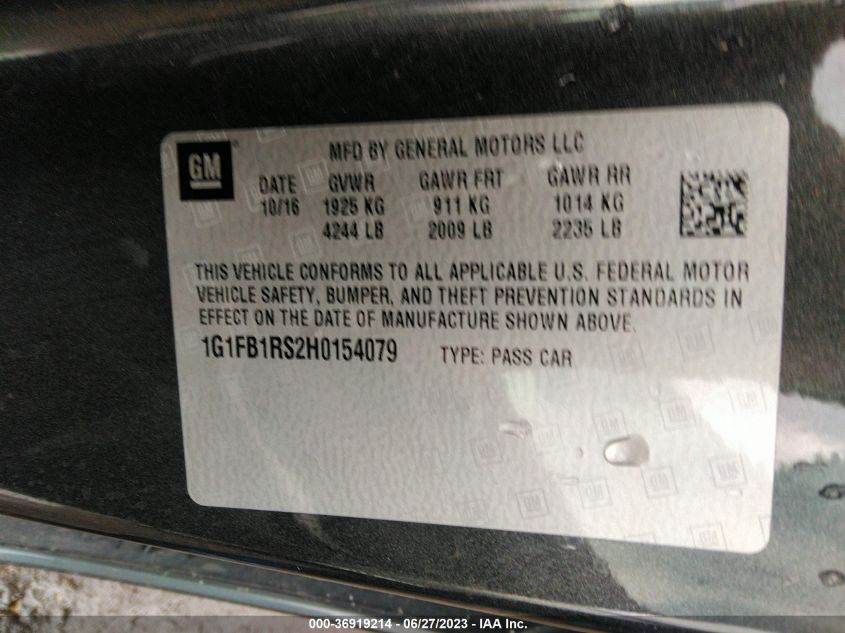 GM
MFD BY GENERAL MOTORS LLC
DATE GVWR GAWR FRT GAWR RR
10/16 1925 KG 911 KG 1014 KG
4244 LB 2009 LB 2235 LB
THIS VEHICLE CONFORMS TO ALL APPLICABLE U.S. FEDERAL MOTOR
VEHICLE SAFETY, BUMPER, AND THEFT PREVENTION STANDARDS IN
EFFECT ON THE DATE OF MANUFACTURE SHOWN ABOVE.
1G1FB1RS2H0154079 TYPE: PASS CAR
000-36919214 - 06/27/2023 - IAA Inc.